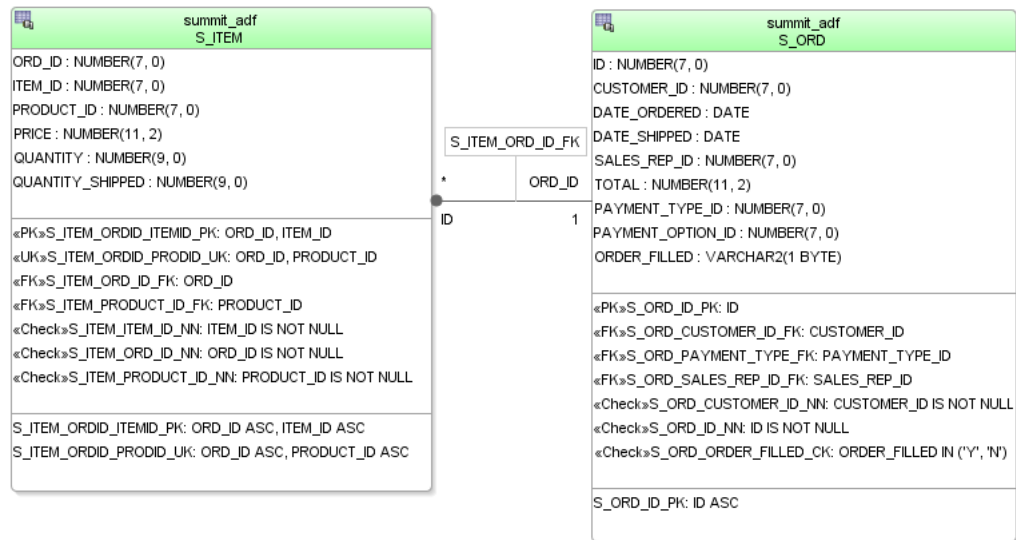 summit_adf
S_ITEM
ORD_ID : NUMBER(7, 0)
ITEM_ID : NUMBER(7, 0)
PRODUCT_ID : NUMBER(7, 0)
PRICE : NUMBER(11, 2)
QUANTITY : NUMBER(9, 0)
QUANTITY_SHIPPED : NUMBER(9, 0)
«PK»S_ITEM_ORDID_ITEMID_PK: ORD_ID, ITEM_ID
«UK»S_ITEM_ORDID_PRODID_UK: ORD_ID, PRODUCT_ID
«FK»S_ITEM_ORD_ID_FK: ORD_ID
«FK»S_ITEM_PRODUCT_ID_FK: PRODUCT_ID
«Check»S_ITEM_ITEM_ID_NN: ITEM_ID IS NOT NULL
«Check»S_ITEM_ORD_ID_NN: ORD_ID IS NOT NULL
«Check»S_ITEM_PRODUCT_ID_NN: PRODUCT_ID IS NOT NULL
S_ITEM_ORDID_ITEMID_PK: ORD_ID ASC, ITEM_ID ASC
S_ITEM_ORDID_PRODID_UK: ORD_ID ASC, PRODUCT_ID ASC
S_ITEM_ORD_ID_FK
* ORD_ID
ID 1
summit_adf
S_ORD
ID : NUMBER(7, 0)
CUSTOMER_ID : NUMBER(7, 0)
DATE_ORDERED : DATE
DATE_SHIPPED : DATE
SALES_REP_ID : NUMBER(7, 0)
TOTAL : NUMBER(11, 2)
PAYMENT_TYPE_ID : NUMBER(7, 0)
PAYMENT_OPTION_ID : NUMBER(7, 0)
ORDER_FILLED : VARCHAR2(1 BYTE)
«PK»S_ORD_ID_PK: ID
«FK»S_ORD_CUSTOMER_ID_FK: CUSTOMER_ID
«FK»S_ORD_PAYMENT_TYPE_FK: PAYMENT_TYPE_ID
«FK»S_ORD_SALES_REP_ID_FK: SALES_REP_ID
«Check»S_ORD_CUSTOMER_ID_NN: CUSTOMER_ID IS NOT NULL
«Check»S_ORD_ID_NN: ID IS NOT NULL
«Check»S_ORD_ORDER_FILLED_CK: ORDER_FILLED IN ('Y', 'N')
S_ORD_ID_PK: ID ASC